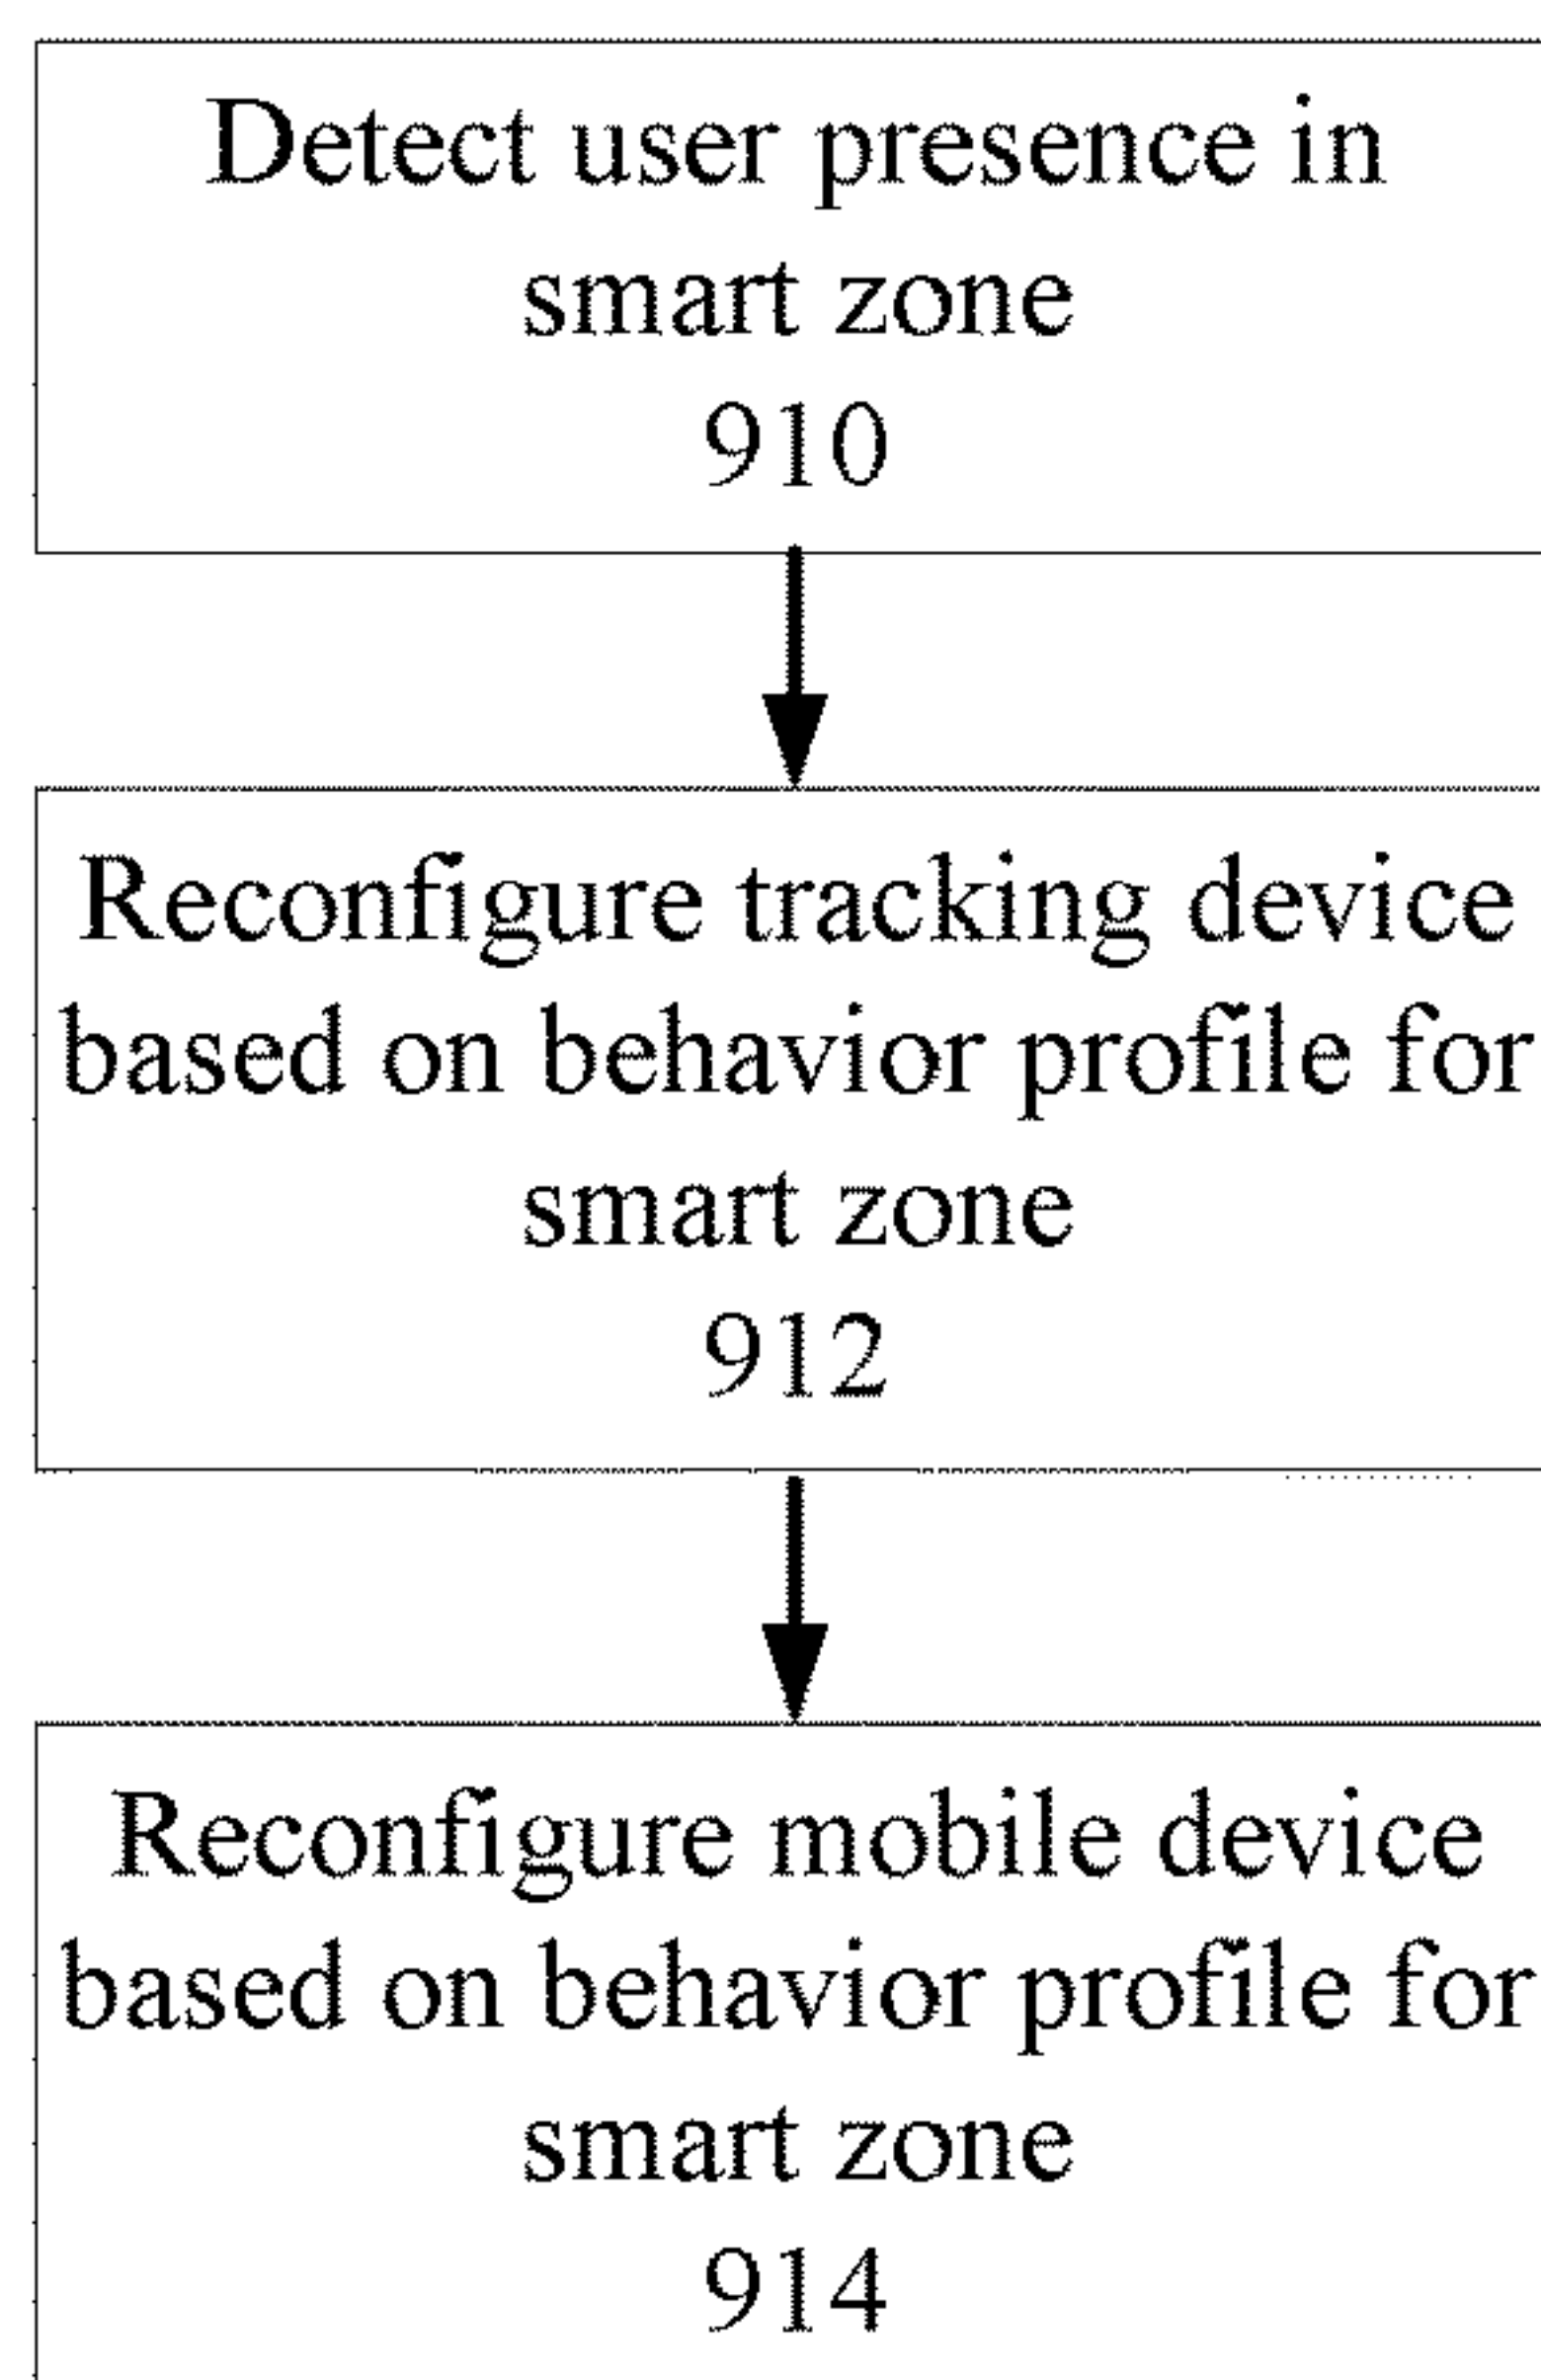 Detect user presence in
smart zone
910
Reconfigure tracking device
based on behavior profile for
smart zone
912
Reconfigure mobile device
based on behavior profile for
smart zone
914